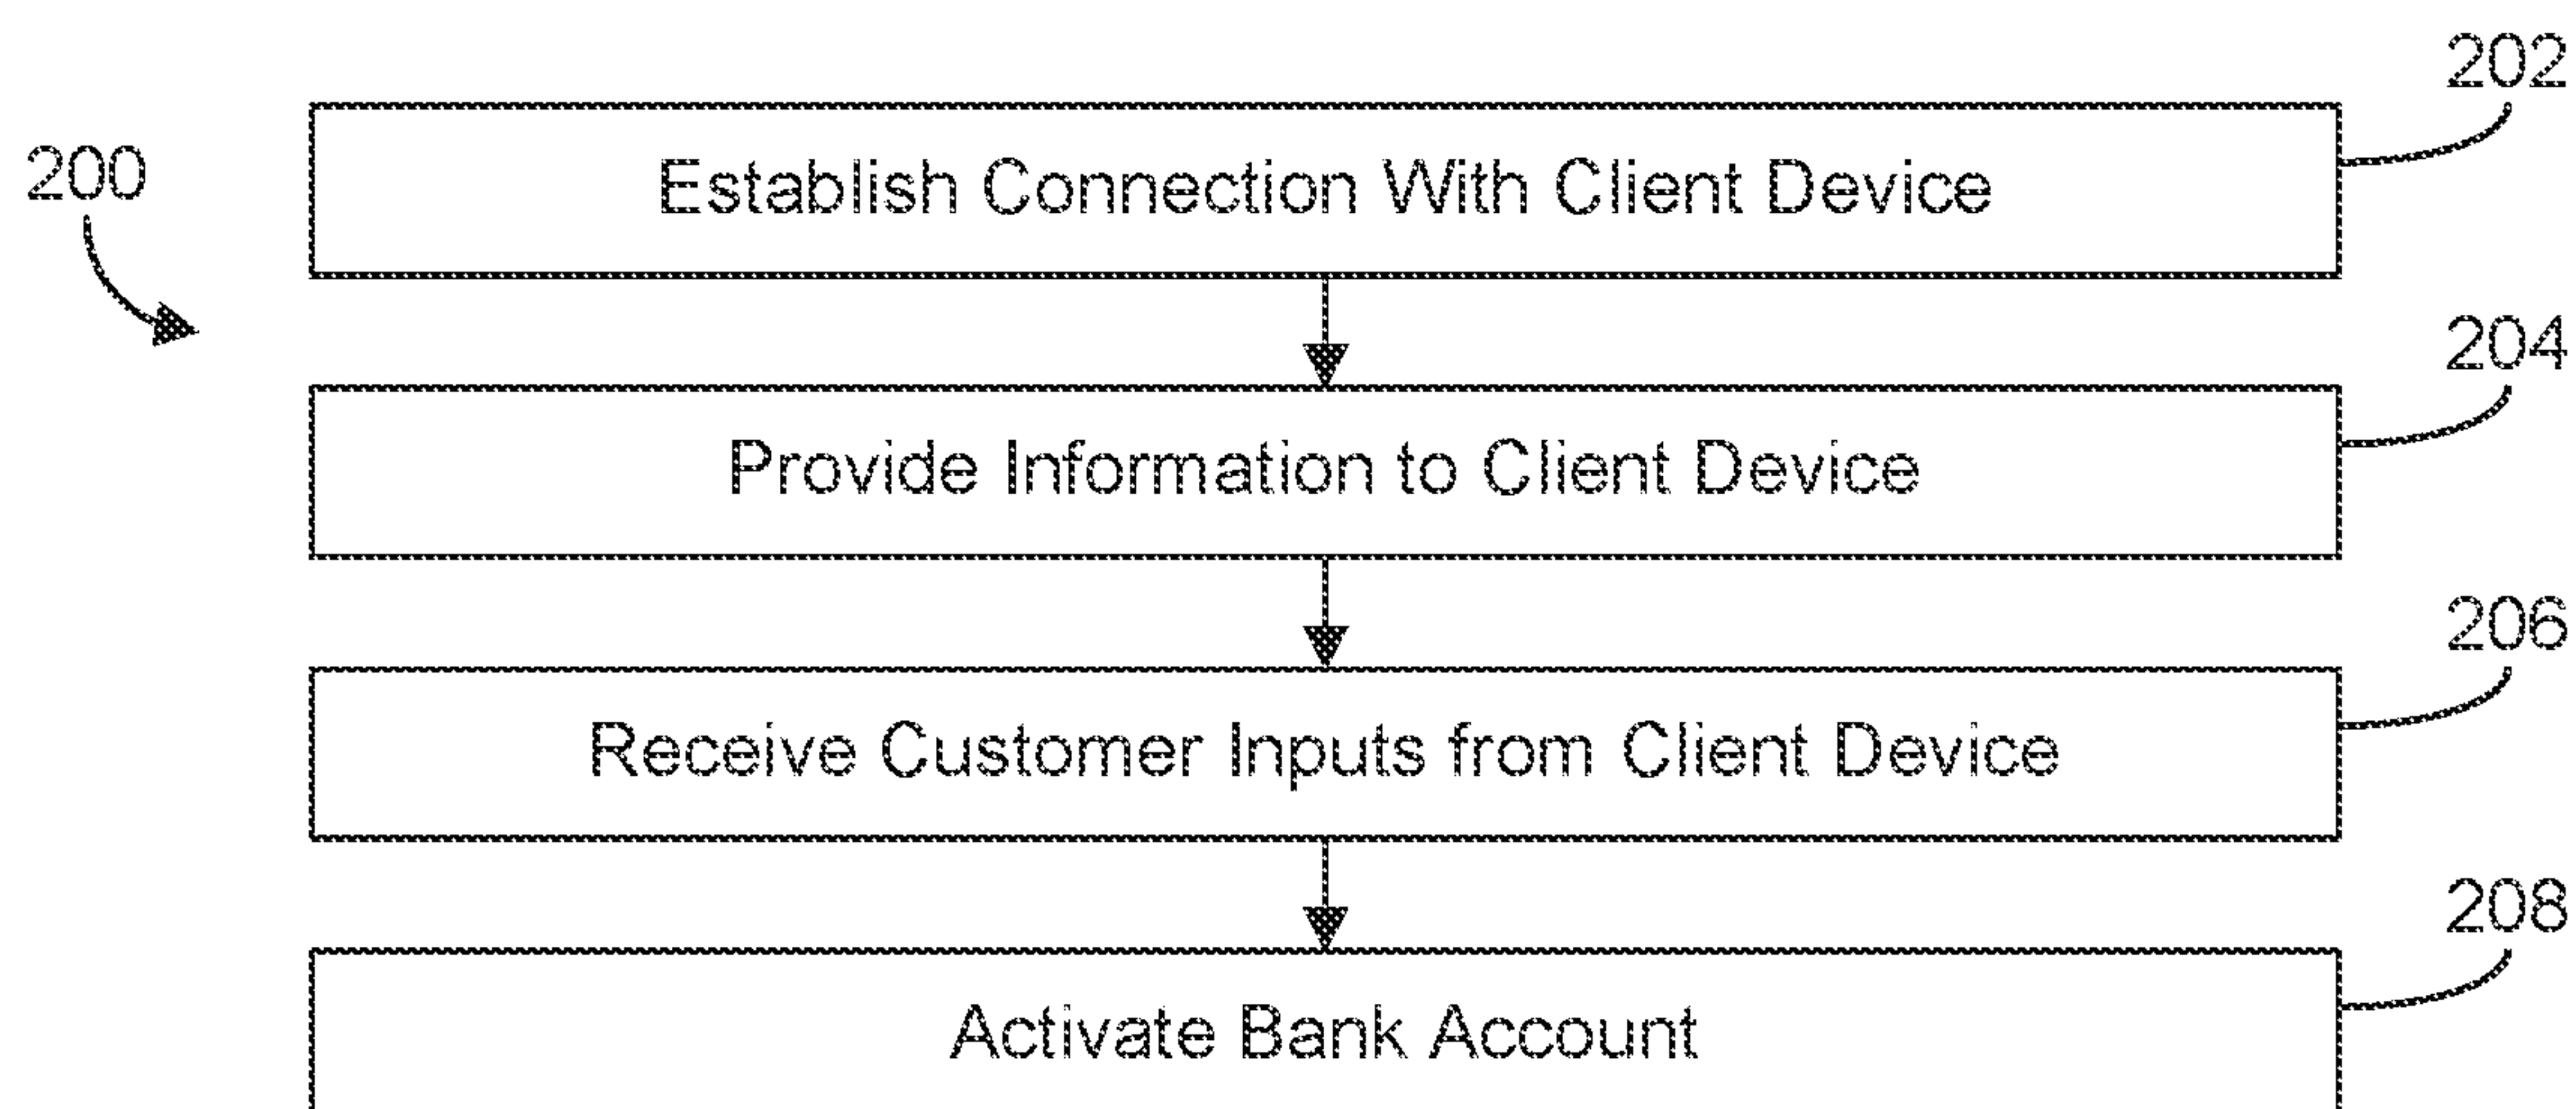 202
200
Establish Connection With Client Device
204
Provide Information to Client Device
206
Receive Customer Inputs from Client Device
208
Activate Bank Account